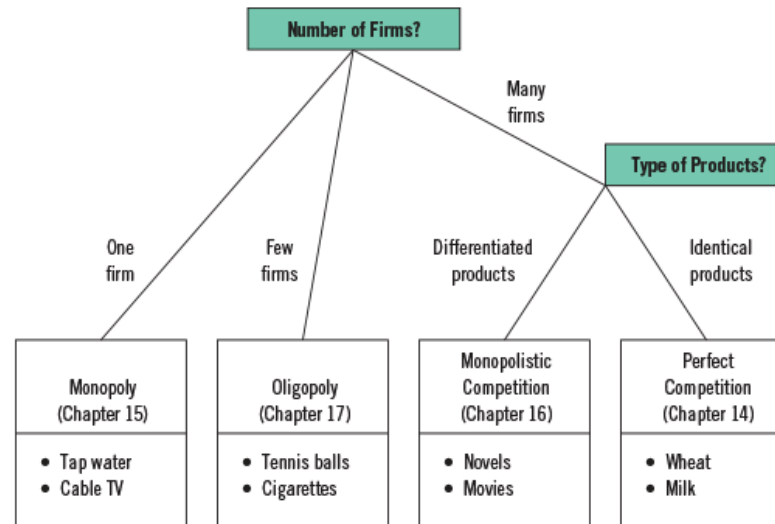 Number of Firms?
Many
firms
Type of Products?
One
firm
Few
firms
Differentiated
products
Identical
products
Monopoly
(Chapter 15)
Oligopoly
(Chapter 17)
Monopolistic
Competition
(Chapter 16)
Perfect
Competition
(Chapter 14)
• Tap water
• Cable TV
• Tennis balls
• Cigarettes
• Novels
• Movies
• Wheat
• Milk